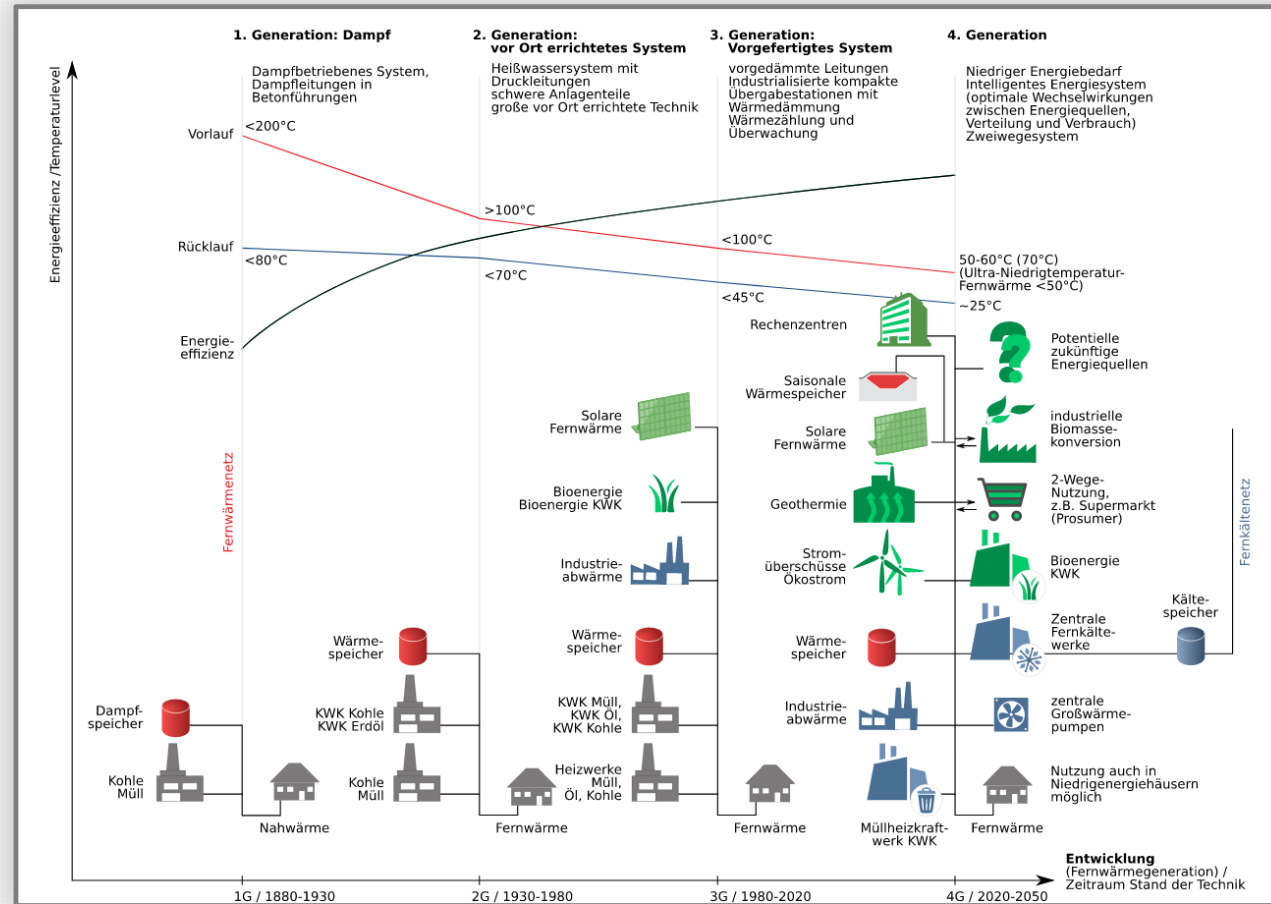 1. Generation: Dampf
Dampfbetriebenes System,
Dampfleitungen in
Betonführungen
2. Generation:
vor Ort errichtetes System
Heißwassersystem mit
Druckleitungen
schwere Anlagenteile
große vor Ort errichtete Technik
3. Generation:
Vorgefertigtes System
vorgedämmte Leitungen
Industrialisierte kompakte
Übergabestationen mit
Wärmedämmung
Wärmezählung und
Überwachung
4. Generation
Niedriger Energiebedarf
Intelligentes Energiesystem
(optimale Wechselwirkungen
zwischen Energiequellen,
Verteilung und Verbrauch)
Zweiwegesystem
Energieeffizienz /Temperaturlevel
Vorlauf
<200°C
>100°C
<100°C
50-60°C (70°C)
(Ultra-Niedrigtemperatur-
Fernwärme <50°C)
Rücklauf
<80°C
<70°C
<45°C
~25°C
Energie-
effizienz
Fernwärmenetz
Dampf-
speicher
Kohle
Müll
Nahwärme
Wärme-
speicher
KWK Kohle
KWK Erdöl
Kohle
Müll
Fernwärme
Solare
Fernwärme
Bioenergie
Bioenergie KWK
Industrie-
abwärme
Wärme-
speicher
KWK Müll,
KWK Öl,
KWK Kohle
Heizwerke
Müll,
Öl, Kohle
Fernwärme
Rechenzentren
Saisonale
Wärmespeicher
Solare
Fernwärme
Geothermie
Strom-
überschüsse
Ökostrom
Wärme-
speicher
Industrie-
abwärme
Müllheizkraft-
werk KWK
Potentielle
zukünftige
Energiequellen
industrielle
Biomasse-
konversion
2-Wege-
Nutzung,
z.B. Supermarkt
(Prosumer)
Bioenergie
KWK
Zentrale
Fernkälte-
werke
zentrale
Großwärme-
pumpen
Nutzung auch in
Niedrigenergiehäusern
möglich
Fernwärme
Kälte-
speicher
Fernkältenetz
Entwicklung
(Fernwärmegeneration) /
Zeitraum Stand der Technik
1G / 1880-1930
2G / 1930-1980
3G / 1980-2020
4G / 2020-2050